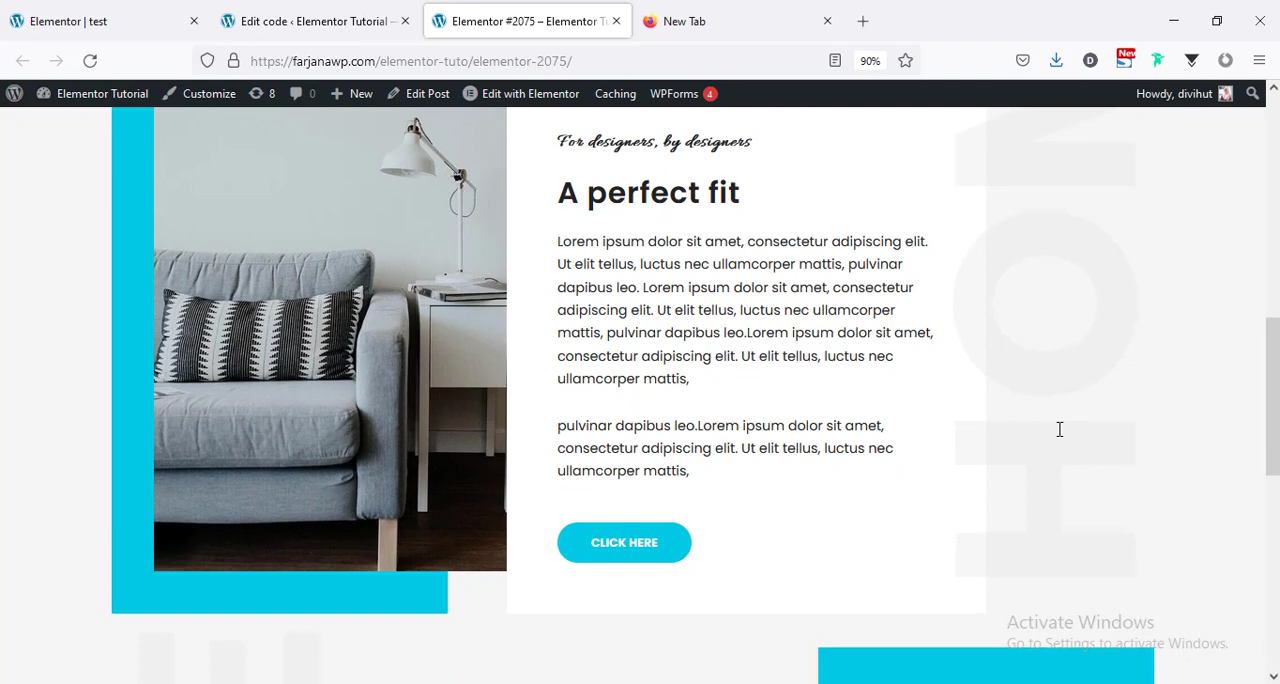 Elementor | test
Edit code ‹ Elementor Tutorial —
Elementor #2075 – Elementor Tu
New Tab
https://farjanawp.com/elementor-tuto/elementor-2075/
90%
New
Elementor Tutorial
Customize
8
0
New
Edit Post
Edit with Elementor
Caching
WPForms 4
Howdy, divihut
For designers, by designers
A perfect fit
Lorem ipsum dolor sit amet, consectetur adipiscing elit.
Ut elit tellus, luctus nec ullamcorper mattis, pulvinar
dapibus leo. Lorem ipsum dolor sit amet, consectetur
adipiscing elit. Ut elit tellus, luctus nec ullamcorper
mattis, pulvinar dapibus leo.Lorem ipsum dolor sit amet,
consectetur adipiscing elit. Ut elit tellus, luctus nec
ullamcorper mattis,
pulvinar dapibus leo.Lorem ipsum dolor sit amet,
consectetur adipiscing elit. Ut elit tellus, luctus nec
ullamcorper mattis,
CLICK HERE
Activate Windows
Go to Settings to activate Windows.